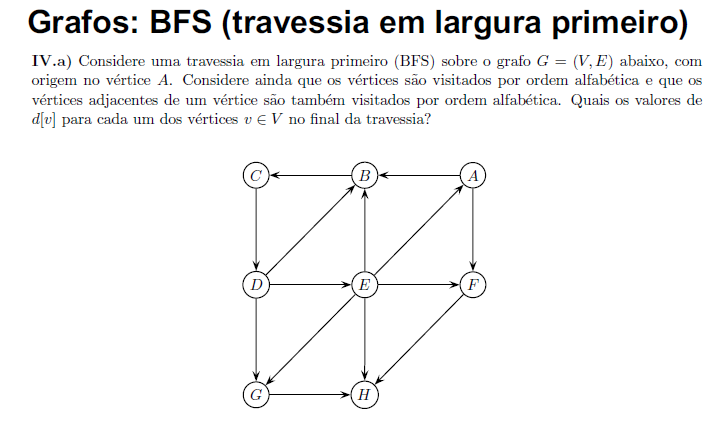 Grafos: BFS (travessia em largura primeiro)
IV.a) Considere uma travessia em largura primeiro (BFS) sobre o grafo G = (V, E) abaixo, com
origem no vértice A. Considere ainda que os vértices são visitados por ordem alfabética e que os
vértices adjacentes de um vértice são também visitados por ordem alfabética. Quais os valores de
d[v] para cada um dos vértices v ∈ V no final da travessia?
C B A
D E F
G H